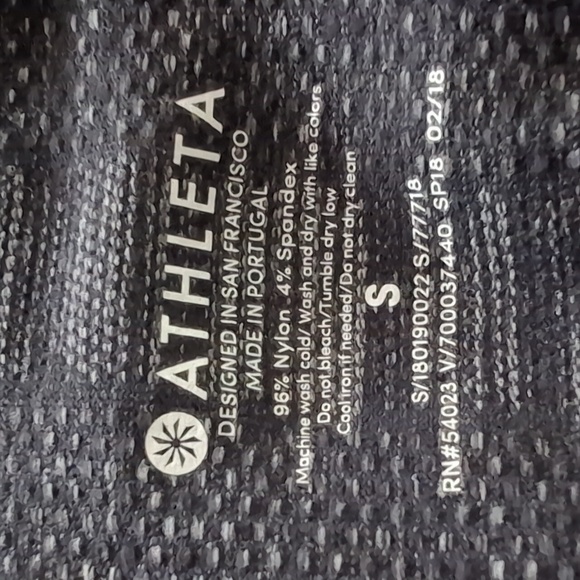 ATHLETA
DESIGNED IN SAN FRANCISCO
MADE IN PORTUGAL
96% Nylon 4% Spandex
Machine wash cold/ Wash and dry with like colors
Do not bleach/Tumble dry low
Cool iron if needed/Do not dry clean
S
S/180190022 S/77718
RN#54023 V/700037440 SP18 02/18